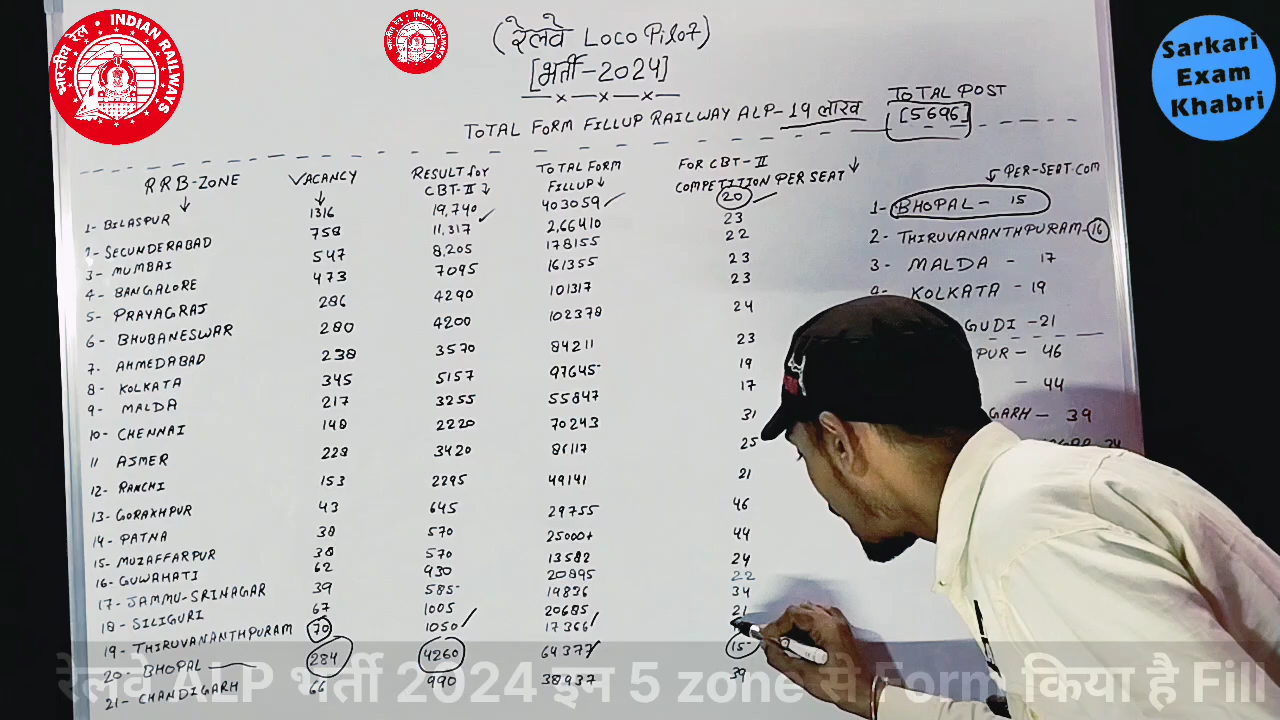 भारतीय रेल • INDIAN RAILWAYS
(रेलवे LOCO PilOT)
[भर्ती-2024]
Sarkari
Exam
Khabri
TOTAL FORM FILLUP RAILWAY ALP - 19 लाख
TOTAL POST
[5696]
RRB-ZONE VACANCY RESULT for CBT-II TOTAL FORM FILLUP FOR CBT-II COMPETITION PER SEAT
1- BILASPUR 1316 19,740 403059 20
2- SECUNDERABAD 758 11,317 2,66410 23
3- MUMBAI 547 8,205 178155 22
4- BANGALORE 473 7095 161355 23
5- PRAYAGRAJ 286 4290 101317 23
6- BHUBANESWAR 280 4200 102378 24
7- AHMEDABAD 238 3570 84211 23
8- KOLKATA 345 5157 97645 19
9- MALDA 217 3255 55847 17
10- CHENNAI 148 2220 70243 31
11 AJMER 228 3420 86117 25
12- RANCHI 153 2295 49141 21
13- GORAKHPUR 43 645 29755 46
14- PATNA 38 570 25000+ 44
15- MUZAFFARPUR 38 570 13582 24
16- GUWAHATI 62 930 20895 22
17- JAMMU-SRINAGAR 39 585 19836 34
18- SILIGURI 67 1005 20685 21
19- THIRUVANANTHPURAM 70 1050 17366
20- BHOPAL 284 4260 64377 15
21- CHANDIGARH 66 990 38937 39
PER-SEAT COM
1- BHOPAL - 15
2- THIRUVANANTHPURAM - 16
3- MALDA - 17
4- KOLKATA - 19
GUDI - 21
PUR - 46
- 44
GARH - 39
34
रेलवे ALP भर्ती 2024 इन 5 zone से Form किया है Fill